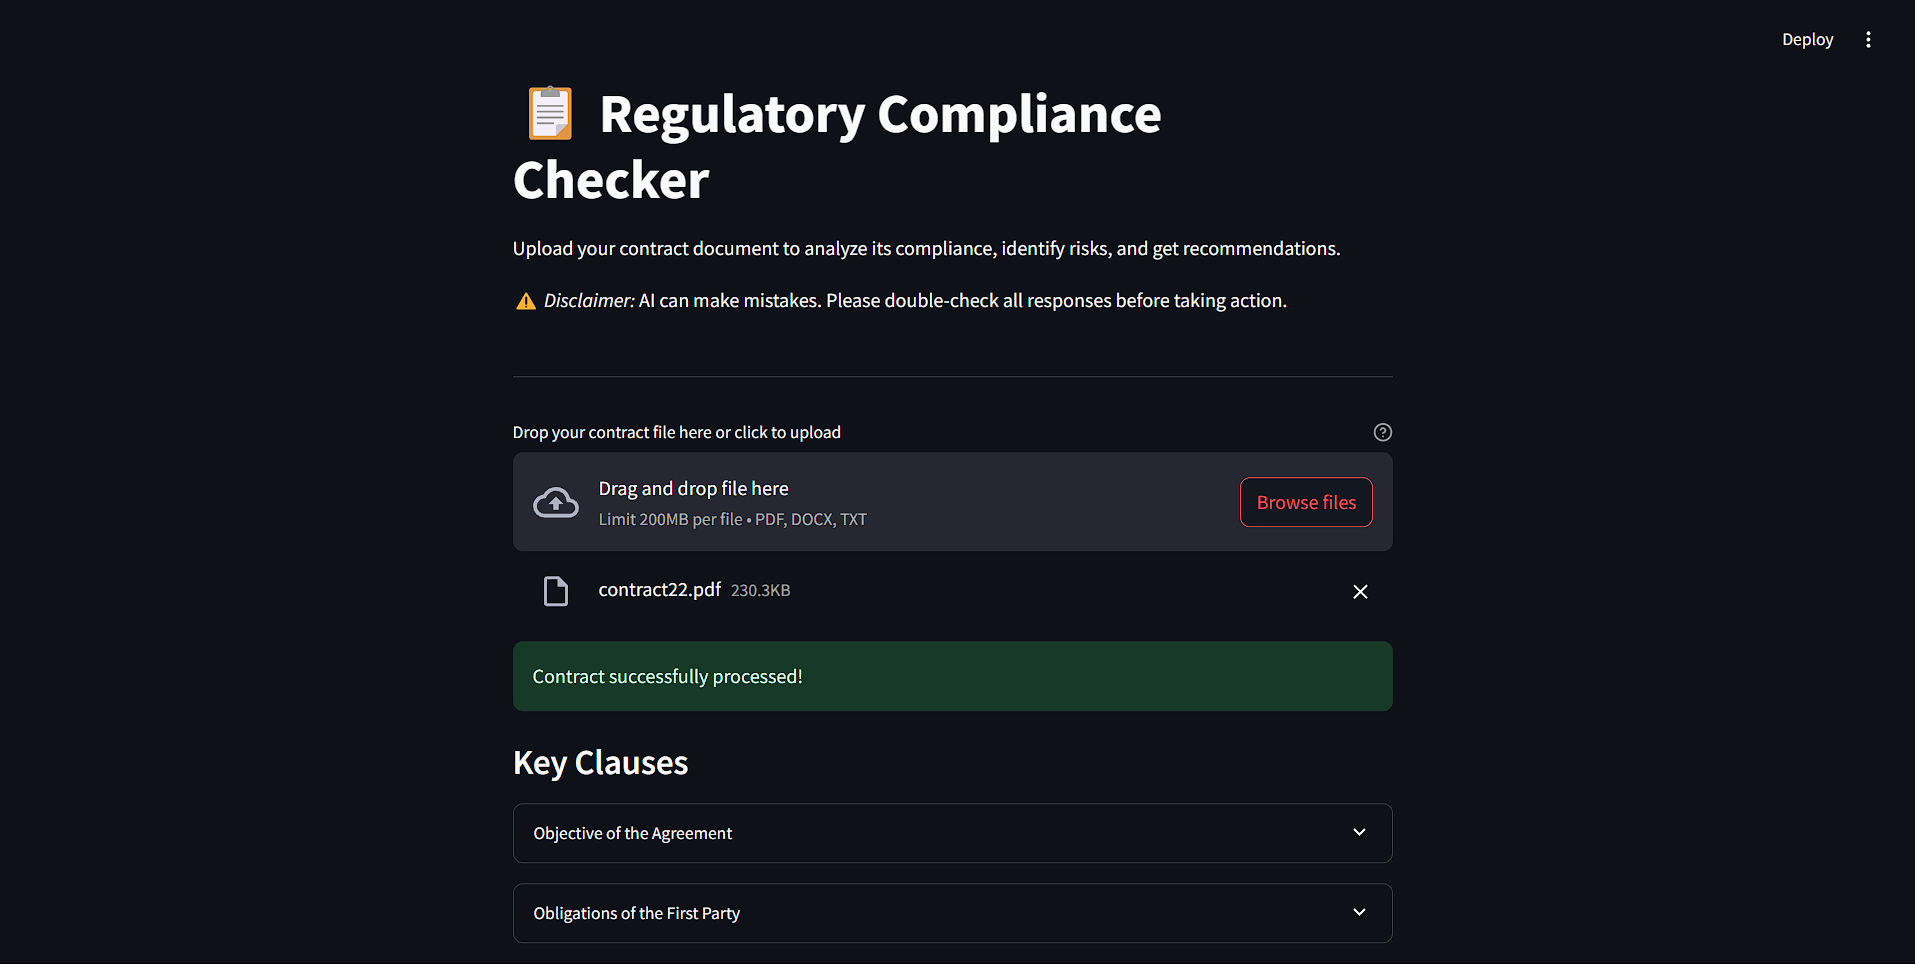 Deploy
Regulatory Compliance
Checker
Upload your contract document to analyze its compliance, identify risks, and get recommendations.
Disclaimer: AI can make mistakes. Please double-check all responses before taking action.
Drop your contract file here or click to upload
Drag and drop file here
Limit 200MB per file • PDF, DOCX, TXT
Browse files
contract22.pdf 230.3KB
Contract successfully processed!
Key Clauses
Objective of the Agreement
Obligations of the First Party